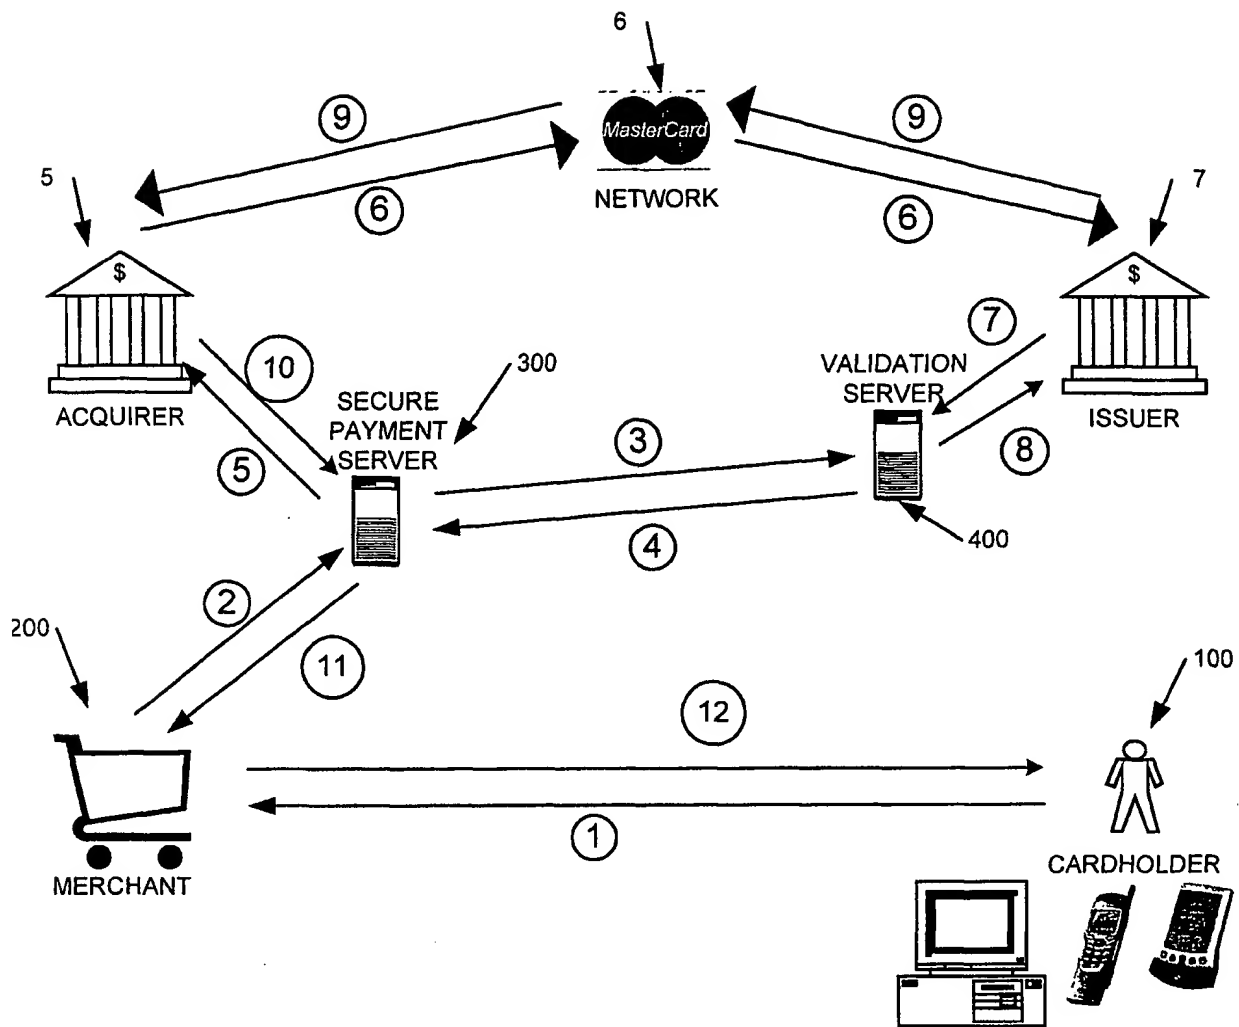 6
MasterCard
NETWORK
9
9
6
6
5
7
$
$
ACQUIRER
ISSUER
10
7
300
VALIDATION
SERVER
SECURE
PAYMENT
SERVER
3
5
8
4
400
2
200
11
100
12
1
MERCHANT
CARDHOLDER